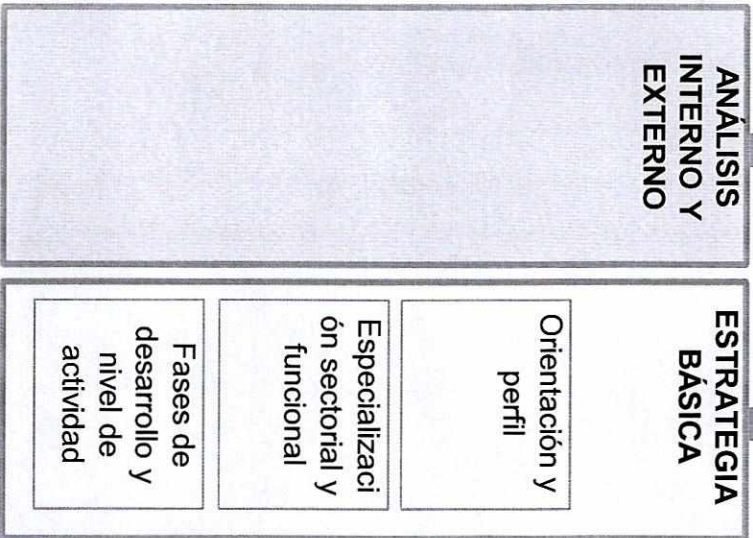 ANÁLISIS
INTERNO Y
EXTERNO
ESTRATEGIA
BÁSICA
Orientación y
perfil
Especializaci
ón sectorial y
funcional
Fases de
desarrollo y
nivel de
actividad